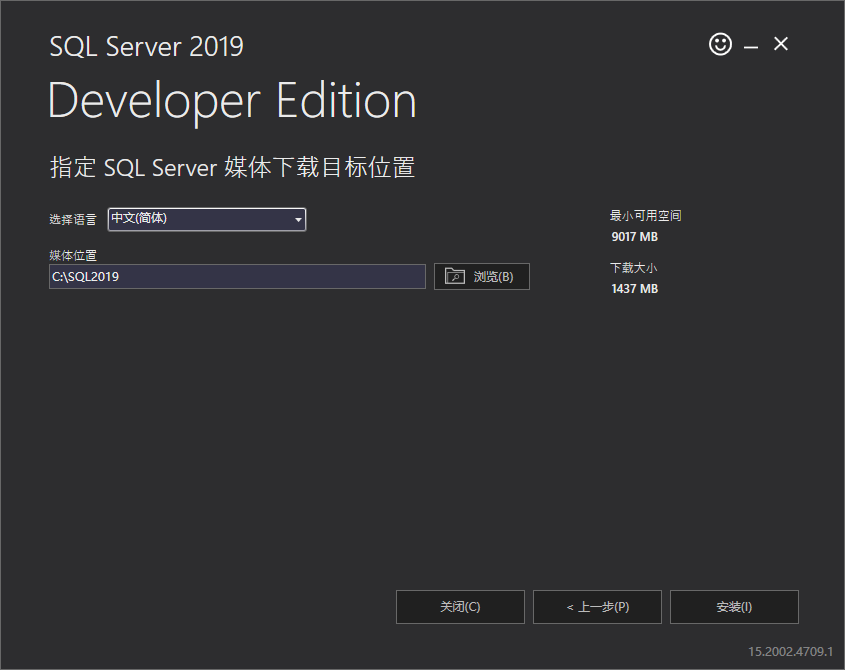 SQL Server 2019
Developer Edition
指定 SQL Server 媒体下载目标位置
选择语言 中文(简体)
媒体位置
C:\SQL2019 浏览(B)
最小可用空间
9017 MB
下载大小
1437 MB
关闭(C) < 上一步(P) 安装(I)
15.2002.4709.1